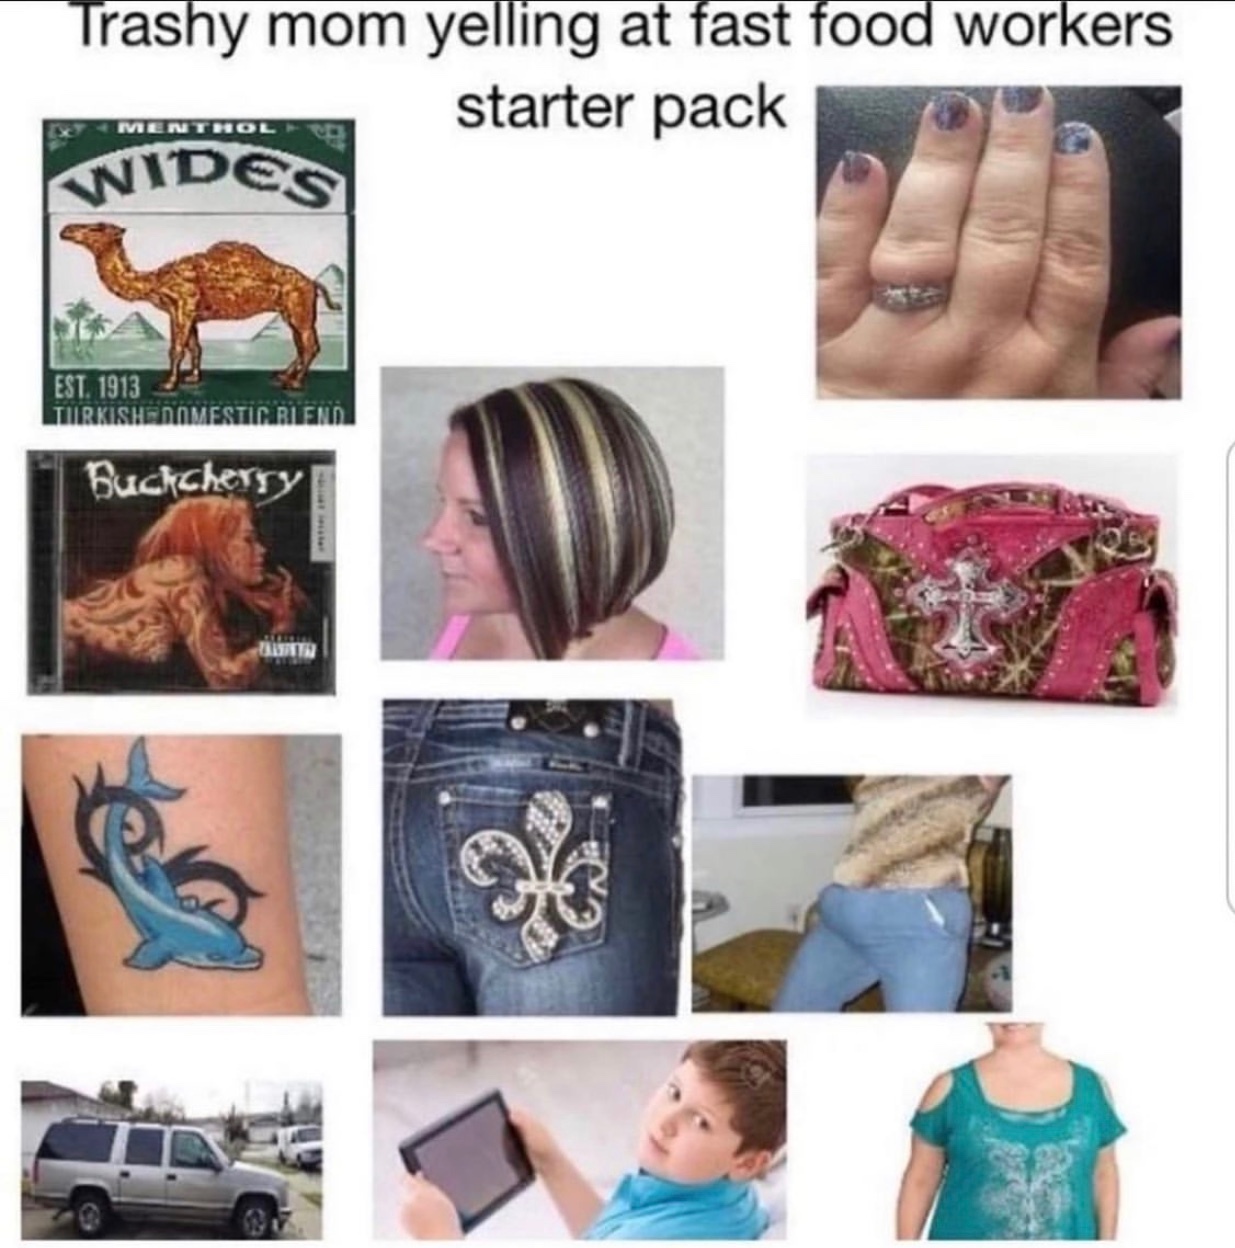 Trashy mom yelling at fast food workers
starter pack
MENTHOL
WIDES
EST. 1913
TURKISH & DOMESTIC BLEND
Buckcherry